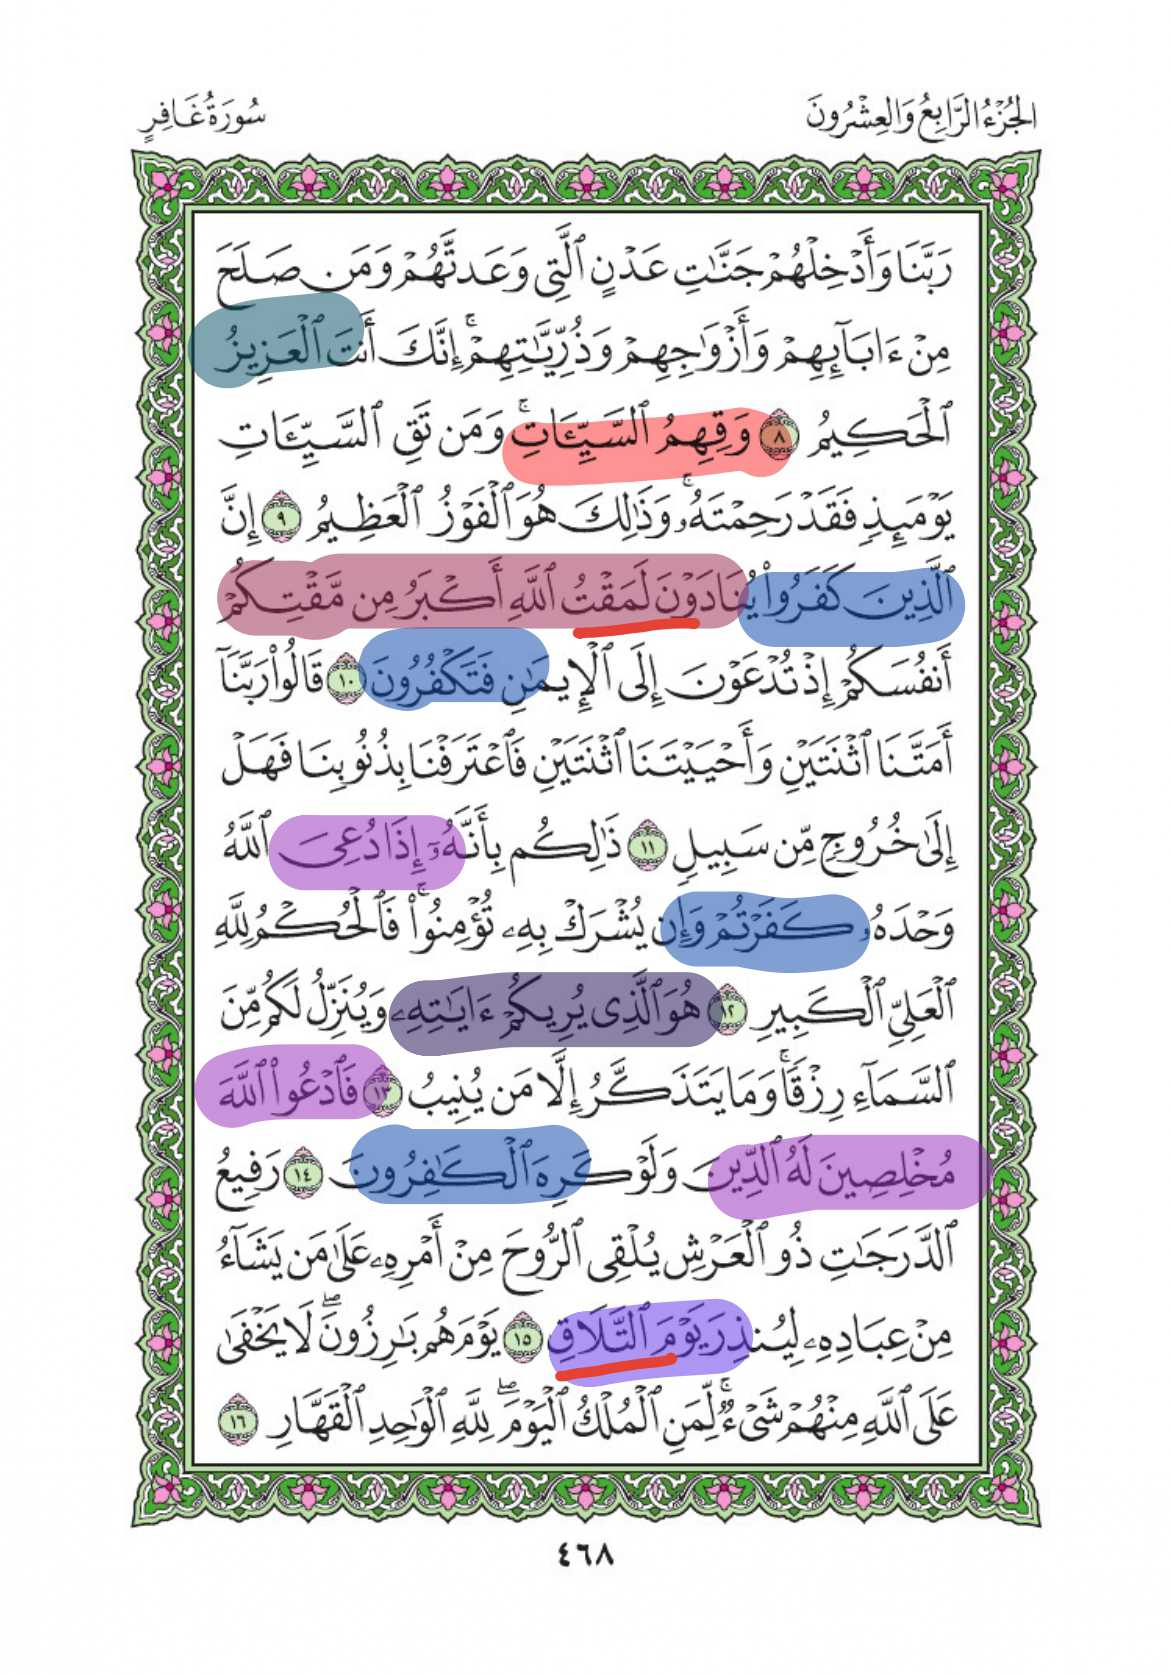 الجُزْءُ الرَّابِعُ وَالعِشْرُونَ
سُورَةُ غَافِرٍ
رَبَّنَا وَأَدْخِلْهُمْ جَنَّٰتِ عَدْنٍ ٱلَّتِى وَعَدتَّهُمْ وَمَن صَلَحَ
مِنْ ءَابَآئِهِمْ وَأَزْوَٰجِهِمْ وَذُرِّيَّٰتِهِمْ ۚ إِنَّكَ أَنتَ ٱلْعَزِيزُ
ٱلْحَكِيمُ ٨ وَقِهِمُ ٱلسَّيِّـَٔاتِ ۚ وَمَن تَقِ ٱلسَّيِّـَٔاتِ
يَوْمَئِذٍ فَقَدْ رَحِمْتَهُۥ ۚ وَذَٰلِكَ هُوَ ٱلْفَوْزُ ٱلْعَظِيمُ ٩ إِنَّ
ٱلَّذِينَ كَفَرُوا۟ يُنَادَوْنَ لَمَقْتُ ٱللَّهِ أَكْبَرُ مِن مَّقْتِكُمْ
أَنفُسَكُمْ إِذْ تُدْعَوْنَ إِلَى ٱلْإِيمَٰنِ فَتَكْفُرُونَ ١٠ قَالُوا۟ رَبَّنَآ
أَمَتَّنَا ٱثْنَتَيْنِ وَأَحْيَيْتَنَا ٱثْنَتَيْنِ فَٱعْتَرَفْنَا بِذُنُوبِنَا فَهَلْ
إِلَىٰ خُرُوجٍ مِّن سَبِيلٍ ١١ ذَٰلِكُم بِأَنَّهُۥٓ إِذَا دُعِىَ ٱللَّهُ
وَحْدَهُۥ كَفَرْتُمْ وَإِن يُشْرَكْ بِهِۦ تُؤْمِنُوا۟ ۚ فَٱلْحُكْمُ لِلَّهِ
ٱلْعَلِىِّ ٱلْكَبِيرِ ١٢ هُوَ ٱلَّذِى يُرِيكُمْ ءَايَٰتِهِۦ وَيُنَزِّلُ لَكُم مِّنَ
ٱلسَّمَآءِ رِزْقًا ۚ وَمَا يَتَذَكَّرُ إِلَّا مَن يُنِيبُ ١٣ فَٱدْعُوا۟ ٱللَّهَ
مُخْلِصِينَ لَهُ ٱلدِّينَ وَلَوْ كَرِهَ ٱلْكَٰفِرُونَ ١٤ رَفِيعُ
ٱلدَّرَجَٰتِ ذُو ٱلْعَرْشِ يُلْقِى ٱلرُّوحَ مِنْ أَمْرِهِۦ عَلَىٰ مَن يَشَآءُ
مِنْ عِبَادِهِۦ لِيُنذِرَ يَوْمَ ٱلتَّلَاقِ ١٥ يَوْمَ هُم بَٰرِزُونَ ۖ لَا يَخْفَىٰ
عَلَى ٱللَّهِ مِنْهُمْ شَىْءٌ ۚ لِّمَنِ ٱلْمُلْكُ ٱلْيَوْمَ ۖ لِلَّهِ ٱلْوَٰحِدِ ٱلْقَهَّارِ ١٦
٤٦٨